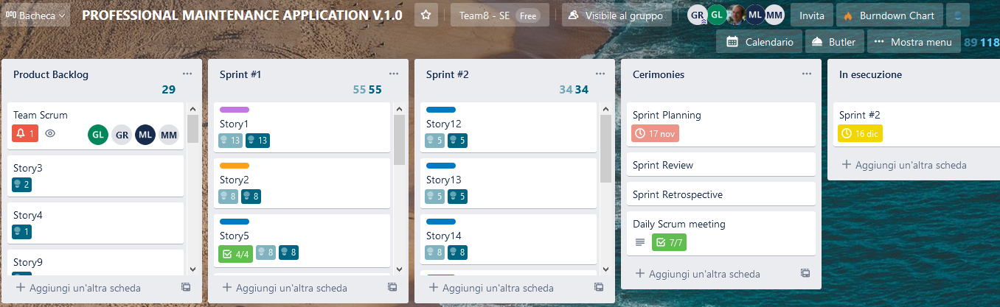 Bacheca
PROFESSIONAL MAINTENANCE APPLICATION V.1.0
Team8 - SE Free
Visibile al gruppo
GR GL ML MM
Invita
Burndown Chart
Calendario
Butler
Mostra menu
89 118
Product Backlog
29
Team Scrum
1
GL GR ML MM
Story3
2
Story4
1
Story9
+ Aggiungi un'altra scheda
Sprint #1
55 55
Story1
13 13
Story2
8 8
Story5
4/4 8 8
+ Aggiungi un'altra scheda
Sprint #2
34 34
Story12
5 5
Story13
5 5
Story14
8 8
+ Aggiungi un'altra scheda
Cerimonies
Sprint Planning
17 nov
Sprint Review
Sprint Retrospective
Daily Scrum meeting
7/7
+ Aggiungi un'altra scheda
In esecuzione
Sprint #2
16 dic
+ Aggiungi un'altra scheda